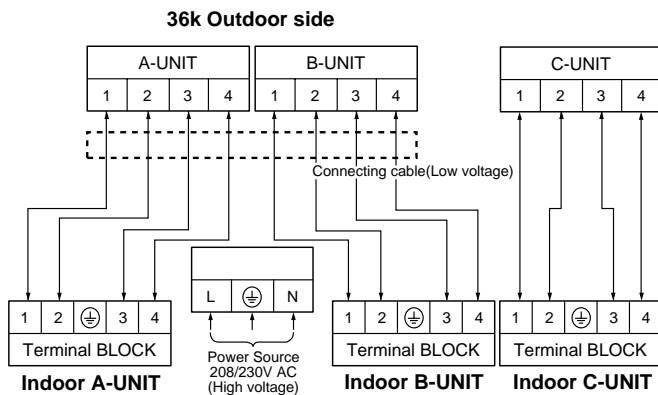 36k Outdoor side
A-UNIT B-UNIT C-UNIT
1 2 3 4 1 2 3 4 1 2 3 4
Connecting cable(Low voltage)
L N
1 2 3 4 1 2 3 4 1 2 3 4
Terminal BLOCK Terminal BLOCK Terminal BLOCK
Power Source
208/230V AC
(High voltage)
Indoor A-UNIT Indoor B-UNIT Indoor C-UNIT